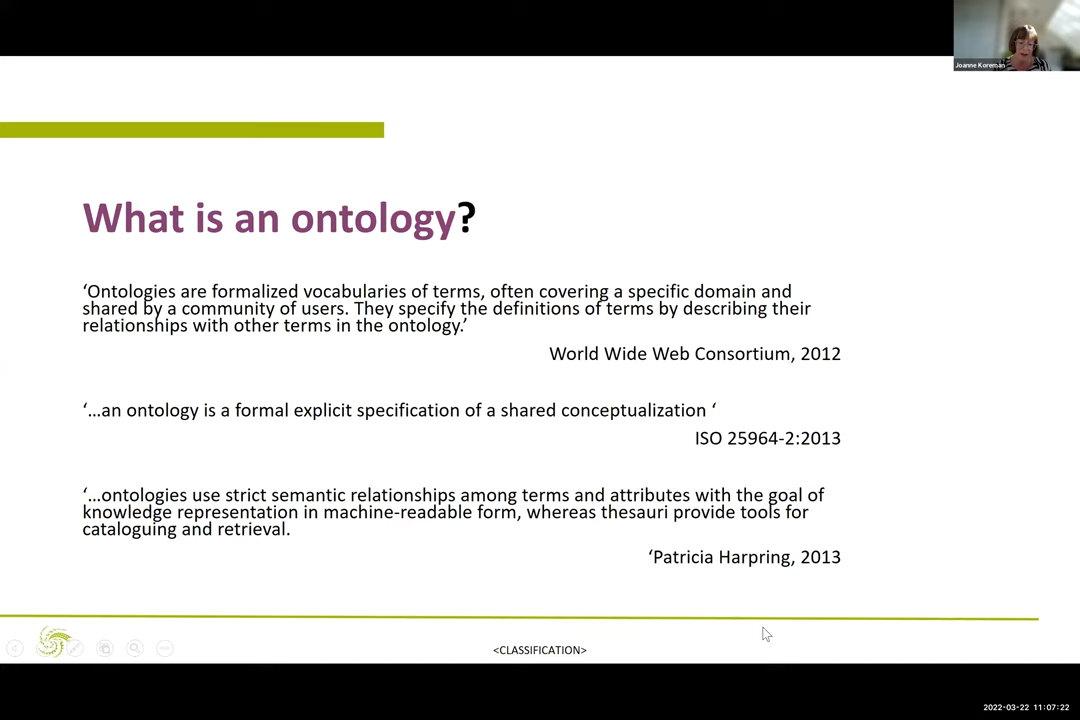 Joanne Koreman
What is an ontology?
‘Ontologies are formalized vocabularies of terms, often covering a specific domain and
shared by a community of users. They specify the definitions of terms by describing their
relationships with other terms in the ontology.’
World Wide Web Consortium, 2012
‘…an ontology is a formal explicit specification of a shared conceptualization ‘
ISO 25964-2:2013
‘…ontologies use strict semantic relationships among terms and attributes with the goal of
knowledge representation in machine-readable form, whereas thesauri provide tools for
cataloguing and retrieval.
‘Patricia Harpring, 2013
<CLASSIFICATION>
2022-03-22 11:07:22